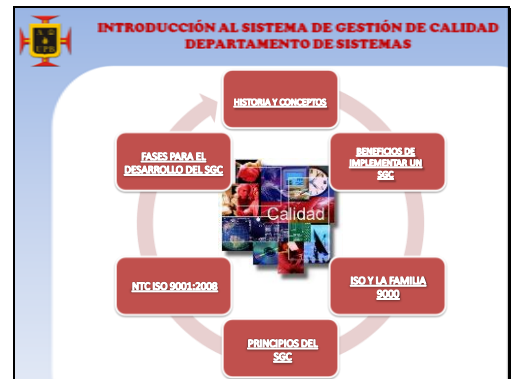 INTRODUCCIÓN AL SISTEMA DE GESTIÓN DE CALIDAD
DEPARTAMENTO DE SISTEMAS
UPB
HISTORIA Y CONCEPTOS
BENEFICIOS DE
IMPLEMENTAR UN
SGC
ISO Y LA FAMILIA
9000
PRINCIPIOS DEL
SGC
NTC ISO 9001:2008
FASES PARA EL
DESARROLLO DEL SGC
Calidad